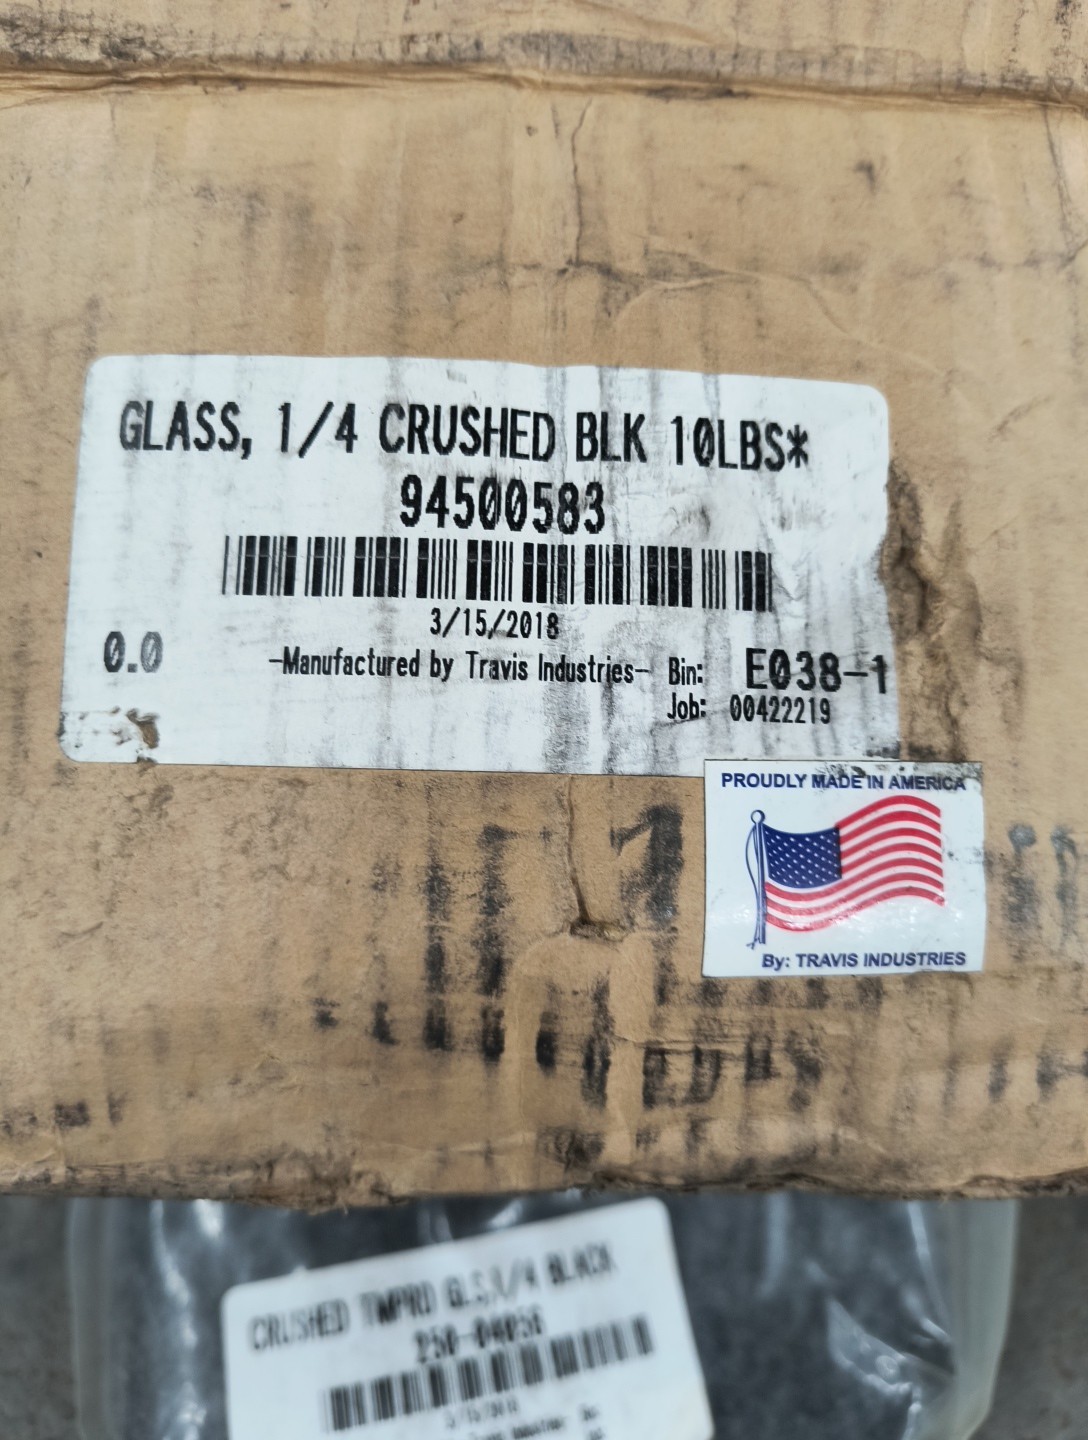 GLASS, 1/4 CRUSHED BLK 10LBS*
94500583
3/15/2018
0.0
-Manufactured by Travis Industries-
Bin: E038-1
Job: 00422219
PROUDLY MADE IN AMERICA
By: TRAVIS INDUSTRIES
CRUSHED TMPRD GLS,1/4 BLACK
250-04056